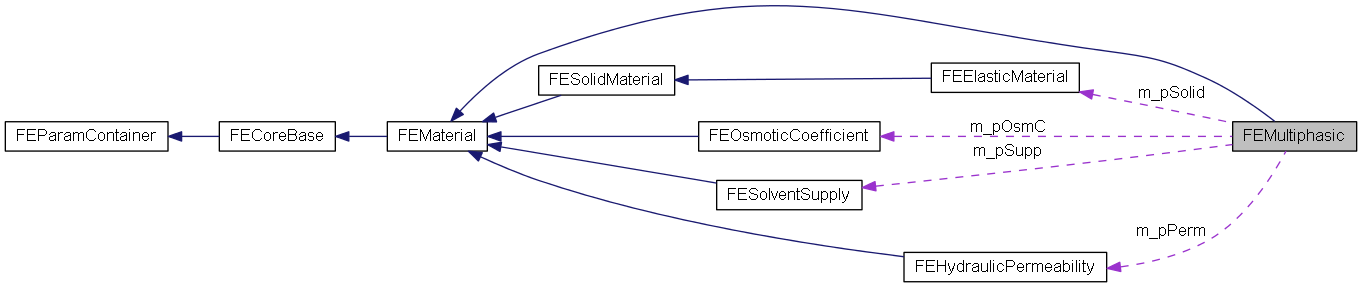 FESolidMaterial
FEElasticMaterial
m_pSolid
FEParamContainer
FECoreBase
FEMaterial
FEOsmoticCoefficient
m_pOsmC
FEMultiphasic
m_pSupp
FESolventSupply
m_pPerm
FEHydraulicPermeability